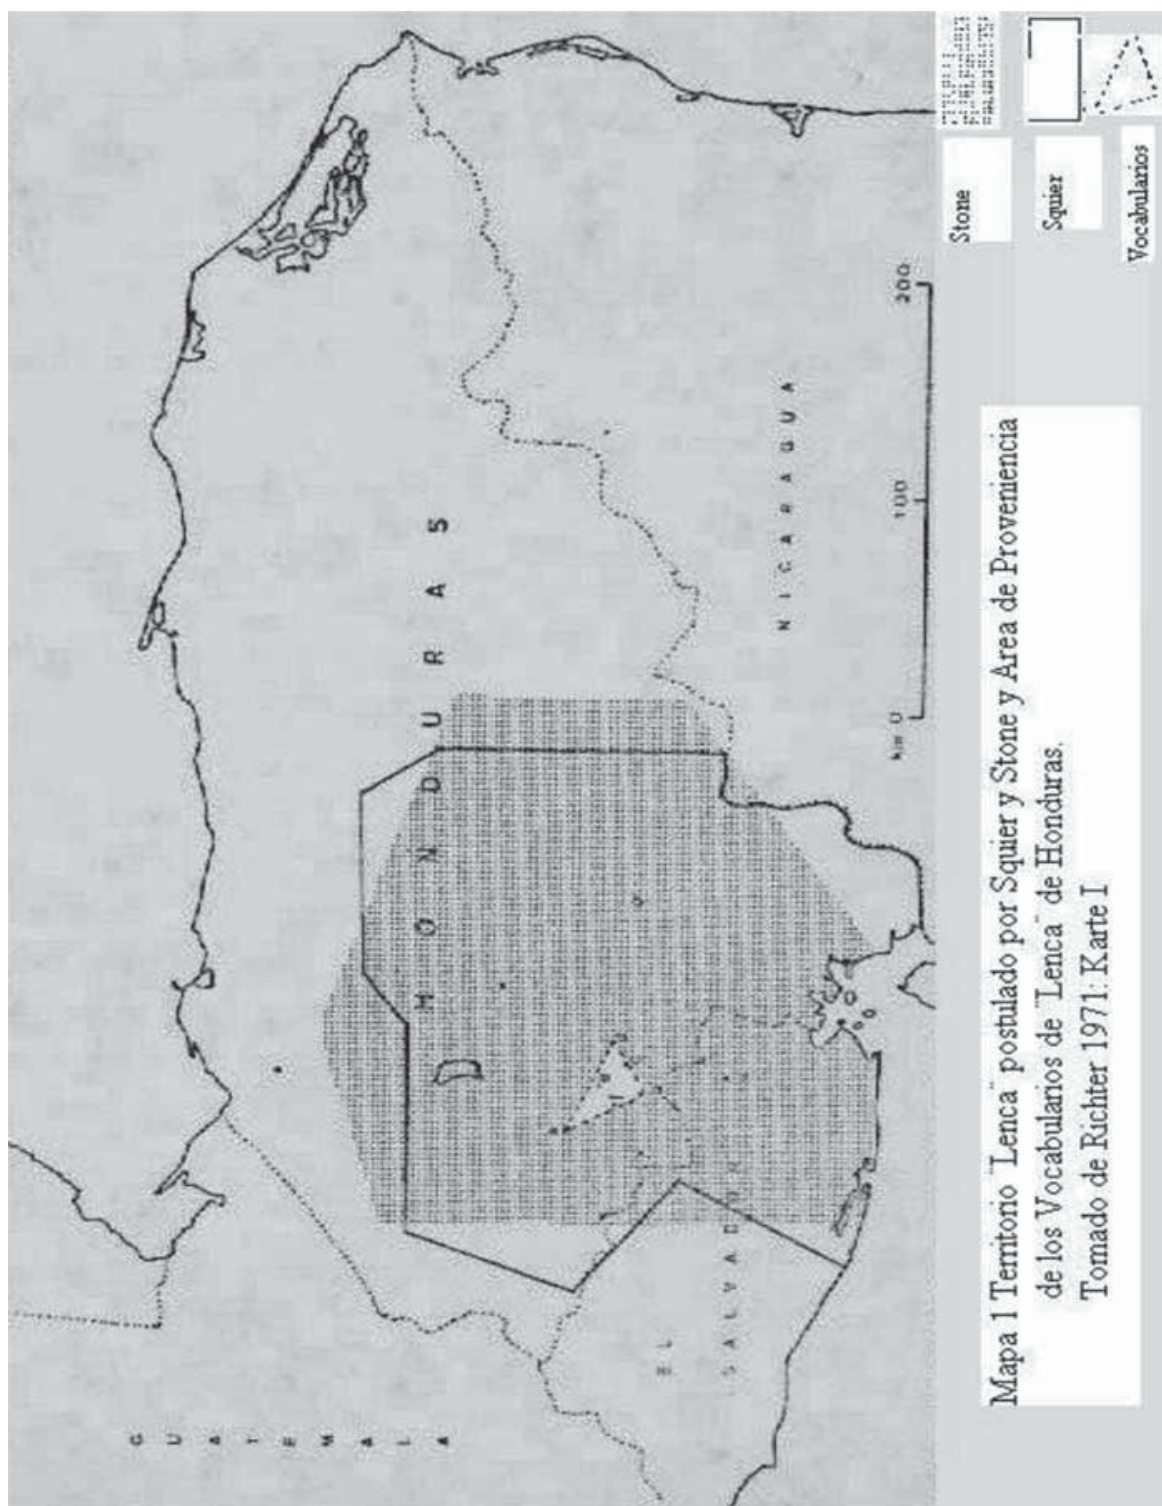 GUATEMALA
HONDURAS
EL
SALVADOR
NICARAGUA
km 0 100 200
Stone
Squier
Vocabularios
Mapa 1 Territorio ¨Lenca¨ postulado por Squier y Stone y Area de Proveniencia
de los Vocabularios de ¨Lenca¨ de Honduras.
Tomado de Richter 1971: Karte I